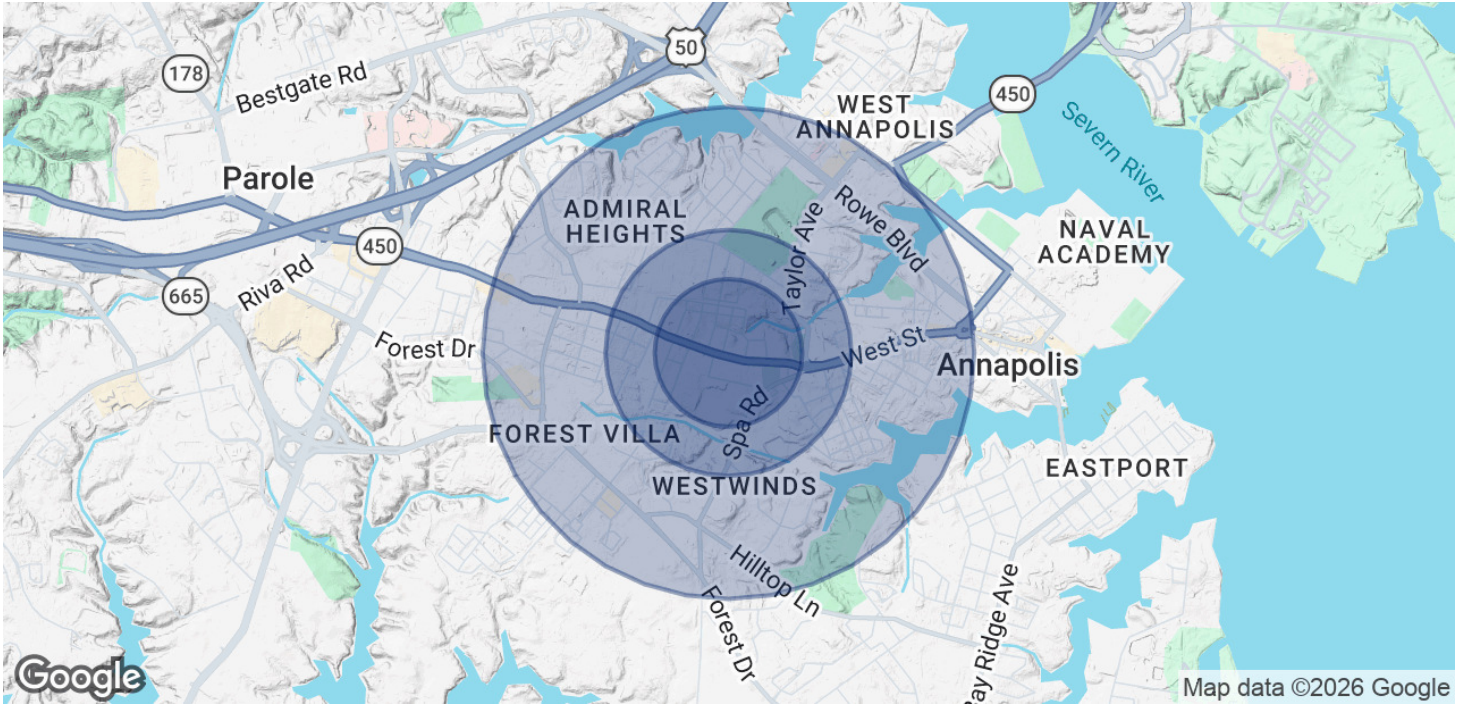 50
178
Bestgate Rd
450
WEST
ANNAPOLIS
Severn River
Parole
ADMIRAL
HEIGHTS
Taylor Ave
Rowe Blvd
NAVAL
ACADEMY
450
665
Riva Rd
Forest Dr
West St
Annapolis
Spa Rd
FOREST VILLA
WESTWINDS
EASTPORT
Hilltop Ln
Forest Dr
Bay Ridge Ave
Google
Map data ©2026 Google